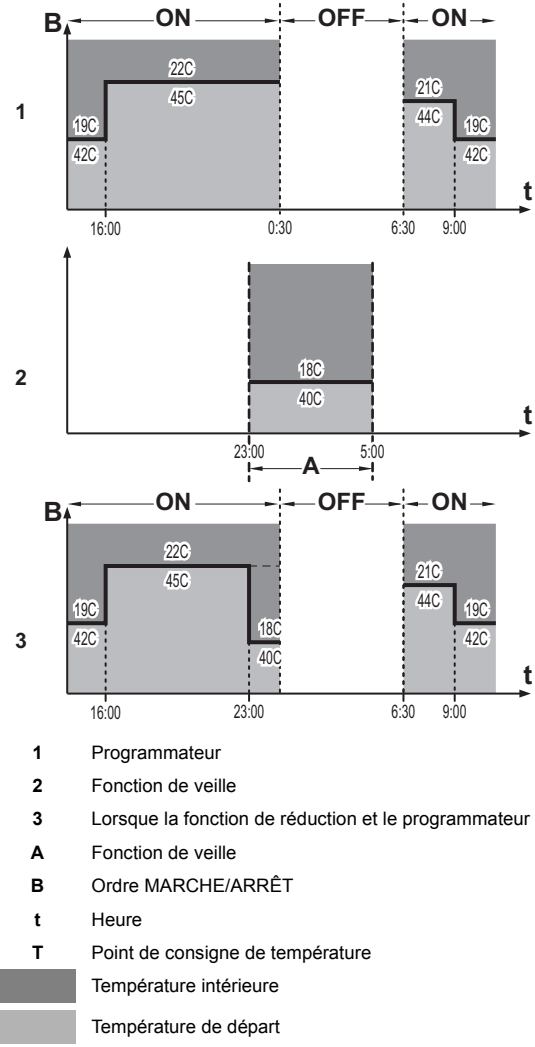 B ON OFF ON
22C
45C
21C
44C
19C
42C
19C
42C
1
t
16:00 0:30 6:30 9:00
18C
40C
2
t
23:00 5:00
A
B ON OFF ON
22C
45C
21C
44C
19C
42C
18C
40C
19C
42C
3
t
16:00 23:00 6:30 9:00
1 Programmateur
2 Fonction de veille
3 Lorsque la fonction de réduction et le programmateur
A Fonction de veille
B Ordre MARCHE/ARRÊT
t Heure
T Point de consigne de température
Température intérieure
Température de départ